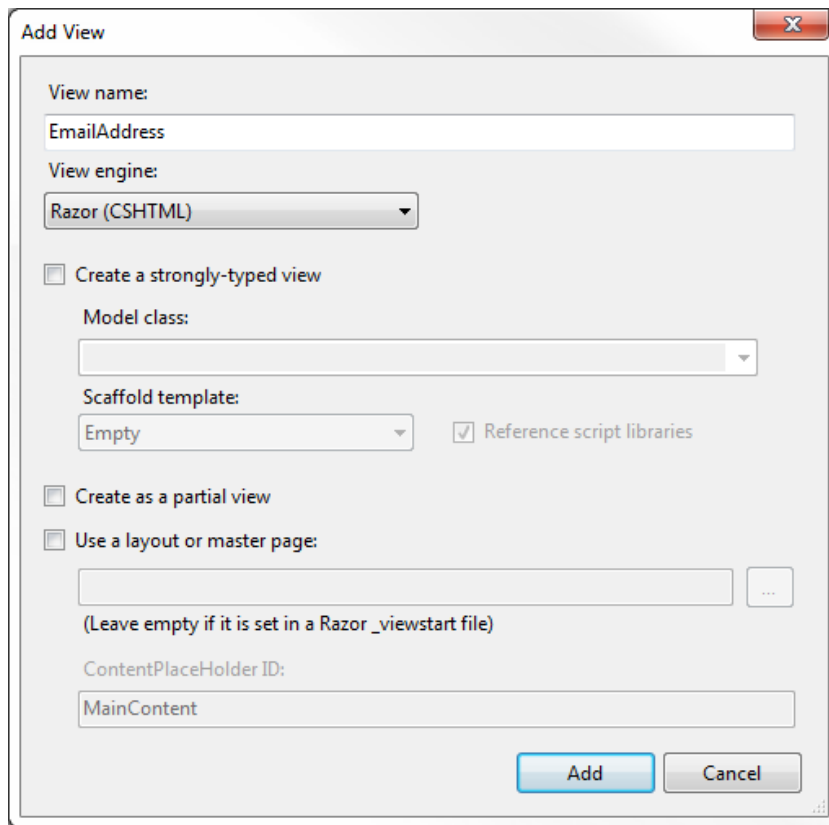 Add View
View name:
EmailAddress
View engine:
Razor (CSHTML)
Create a strongly-typed view
Model class:
Scaffold template:
Empty
Reference script libraries
Create as a partial view
Use a layout or master page:
...
(Leave empty if it is set in a Razor _viewstart file)
ContentPlaceHolder ID:
MainContent
Add
Cancel